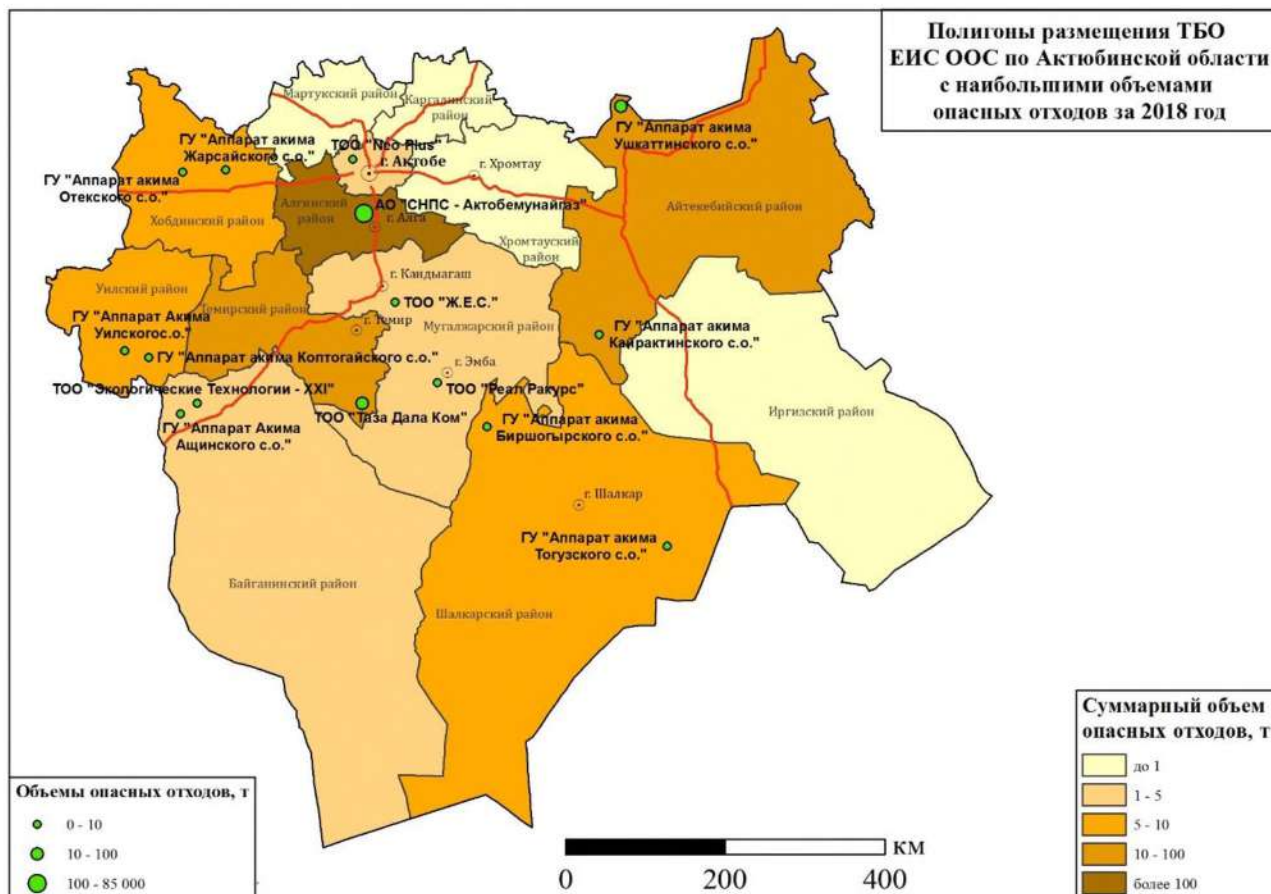 Полигоны размещения ТБО
ЕИС ООС по Актюбинской области
с наибольшими объемами
опасных отходов за 2018 год
Мартукский район
Каргалинский
район
ГУ "Аппарат акима
Жарсайского с.о."
ТОО "Neo Plus"
г. Актобе
г. Хромтау
ГУ "Аппарат акима
Ушкаттинского с.о."
ГУ "Аппарат акима
Отекского с.о."
Хобдинский район
Алгинский
район
АО "СНПС - Актобемунайгаз"
г. Алга
Айтекебийский район
Хромтауский
район
г. Кандыагаш
Уилский район
Темирский район
ТОО "Ж.Е.С."
г. Темир
Мугалжарский район
ГУ "Аппарат Акима
Уилскогос.о."
ГУ "Аппарат акима
Кайрактинского с.о."
ГУ "Аппарат акима Коптогайского с.о."
г. Эмба
ТОО "Экологические Технологии - XXI"
ТОО "Реал Ракурс"
ТОО "Таза Дала Ком"
Иргизский район
ГУ "Аппарат Акима
Ащинского с.о."
ГУ "Аппарат акима
Биршогырского с.о."
г. Шалкар
ГУ "Аппарат акима
Тогузского с.о."
Байганинский район
Шалкарский район
Объемы опасных отходов, т
0 - 10
10 - 100
100 - 85 000
км
0 200 400
Суммарный объем
опасных отходов, т
до 1
1 - 5
5 - 10
10 - 100
более 100